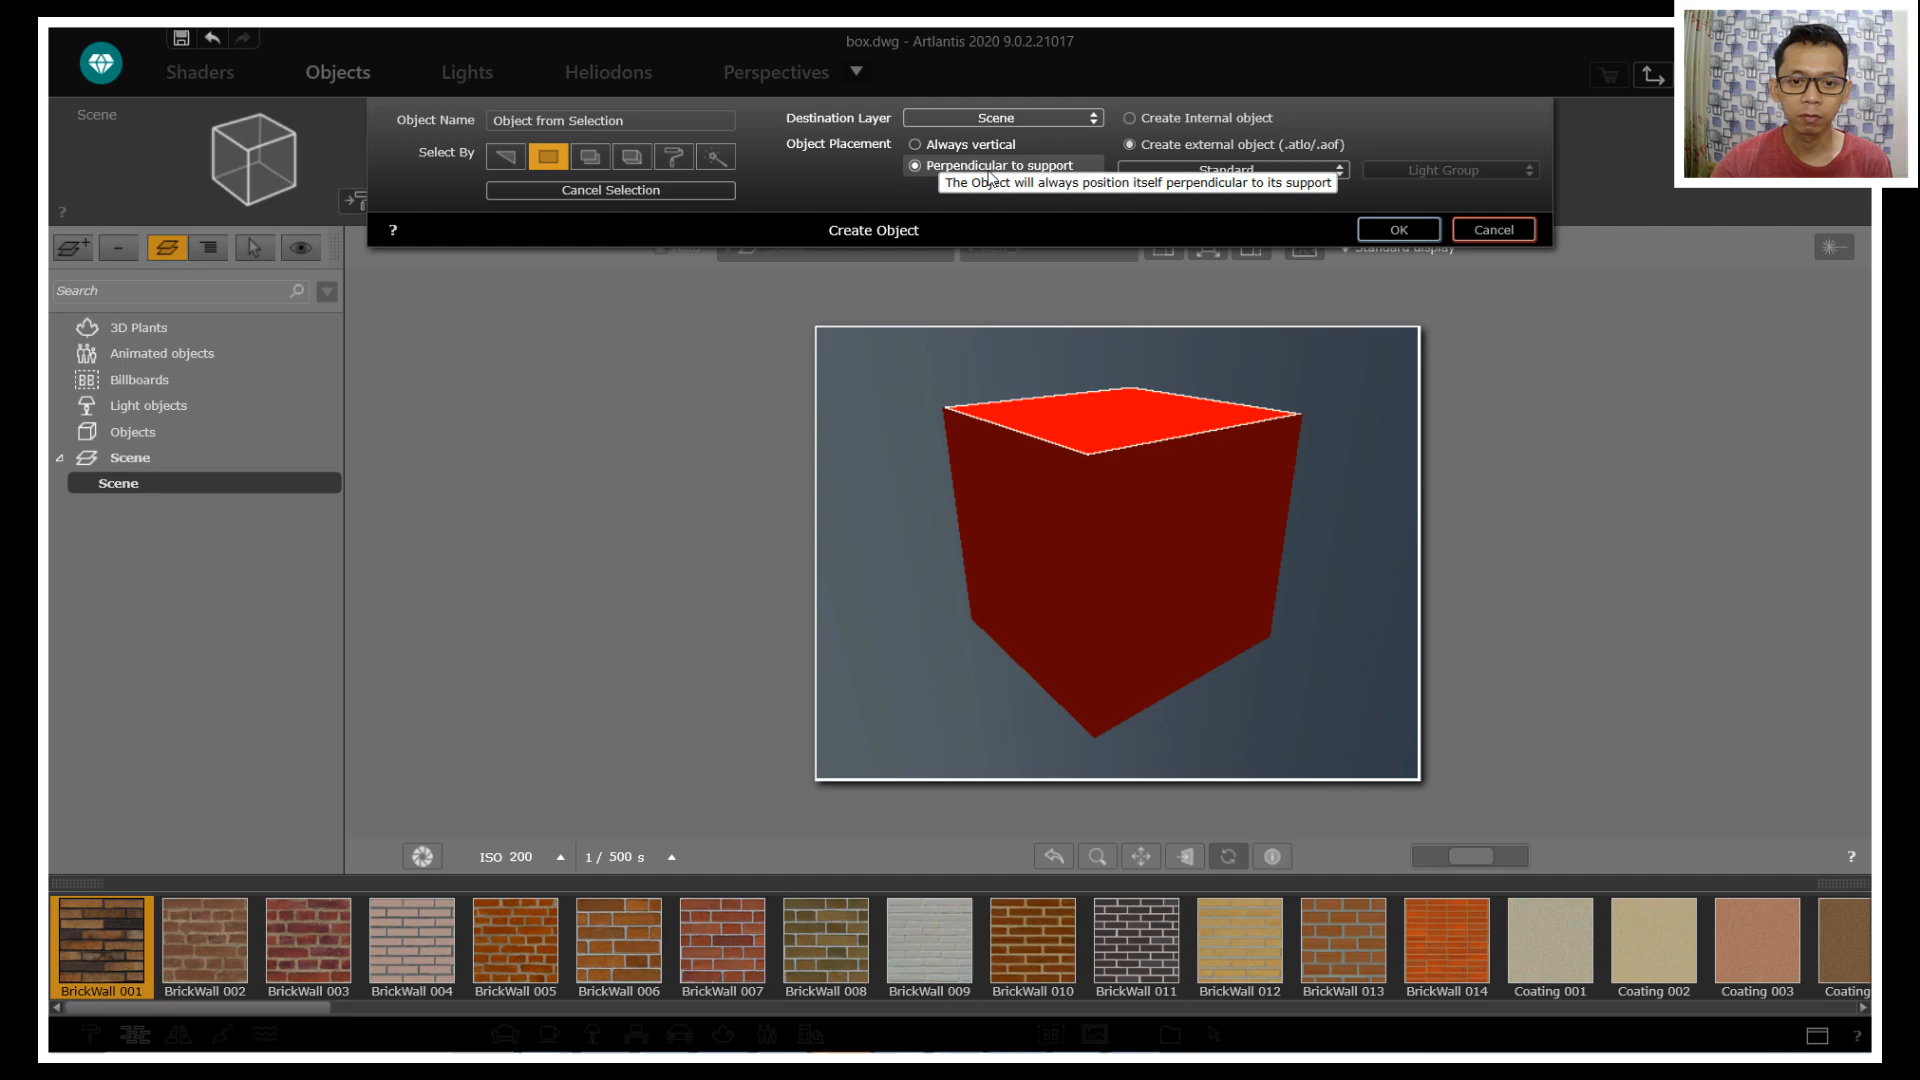 box.dwg - Artlantis 2020 9.0.2.21017
Shaders
Objects
Lights
Heliodons
Perspectives
Scene
?
Object Name
Object from Selection
Select By
Cancel Selection
Destination Layer
Scene
Object Placement
Always vertical
Perpendicular to support
The Object will always position itself perpendicular to its support
Create Internal object
Create external object (.atlo/.aof)
Standard
Light Group
?
Create Object
OK
Cancel
Standard display
Search
3D Plants
Animated objects
BB Billboards
Light objects
Objects
Scene
Scene
ISO 200
1 / 500 s
?
BrickWall 001
BrickWall 002
BrickWall 003
BrickWall 004
BrickWall 005
BrickWall 006
BrickWall 007
BrickWall 008
BrickWall 009
BrickWall 010
BrickWall 011
BrickWall 012
BrickWall 013
BrickWall 014
Coating 001
Coating 002
Coating 003
Coating
BB
?